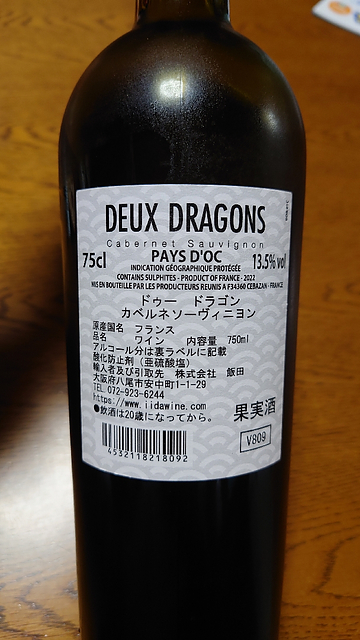 DEUX DRAGONS
Cabernet Sauvignon
75cl PAYS D'OC 13.5% vol
INDICATION GÉOGRAPHIQUE PROTÉGÉE
CONTAINS SULPHITES - PRODUCT OF FRANCE - 2022
MIS EN BOUTEILLE PAR LES PRODUCTEURS REUNIS A F34360 CEBAZAN - FRANCE
ドゥー ドラゴン
カベルネソーヴィニヨン
原産国名 フランス
品名 ワイン 内容量 750ml
アルコール分は裏ラベルに記載
酸化防止剤(亜硫酸塩)
輸入者及び引取先 株式会社 飯田
大阪府八尾市安中町1-1-29
TEL 072-923-6244
https://www.iidawine.com
●飲酒は20歳になってから。
果実酒
4532118218092
V809